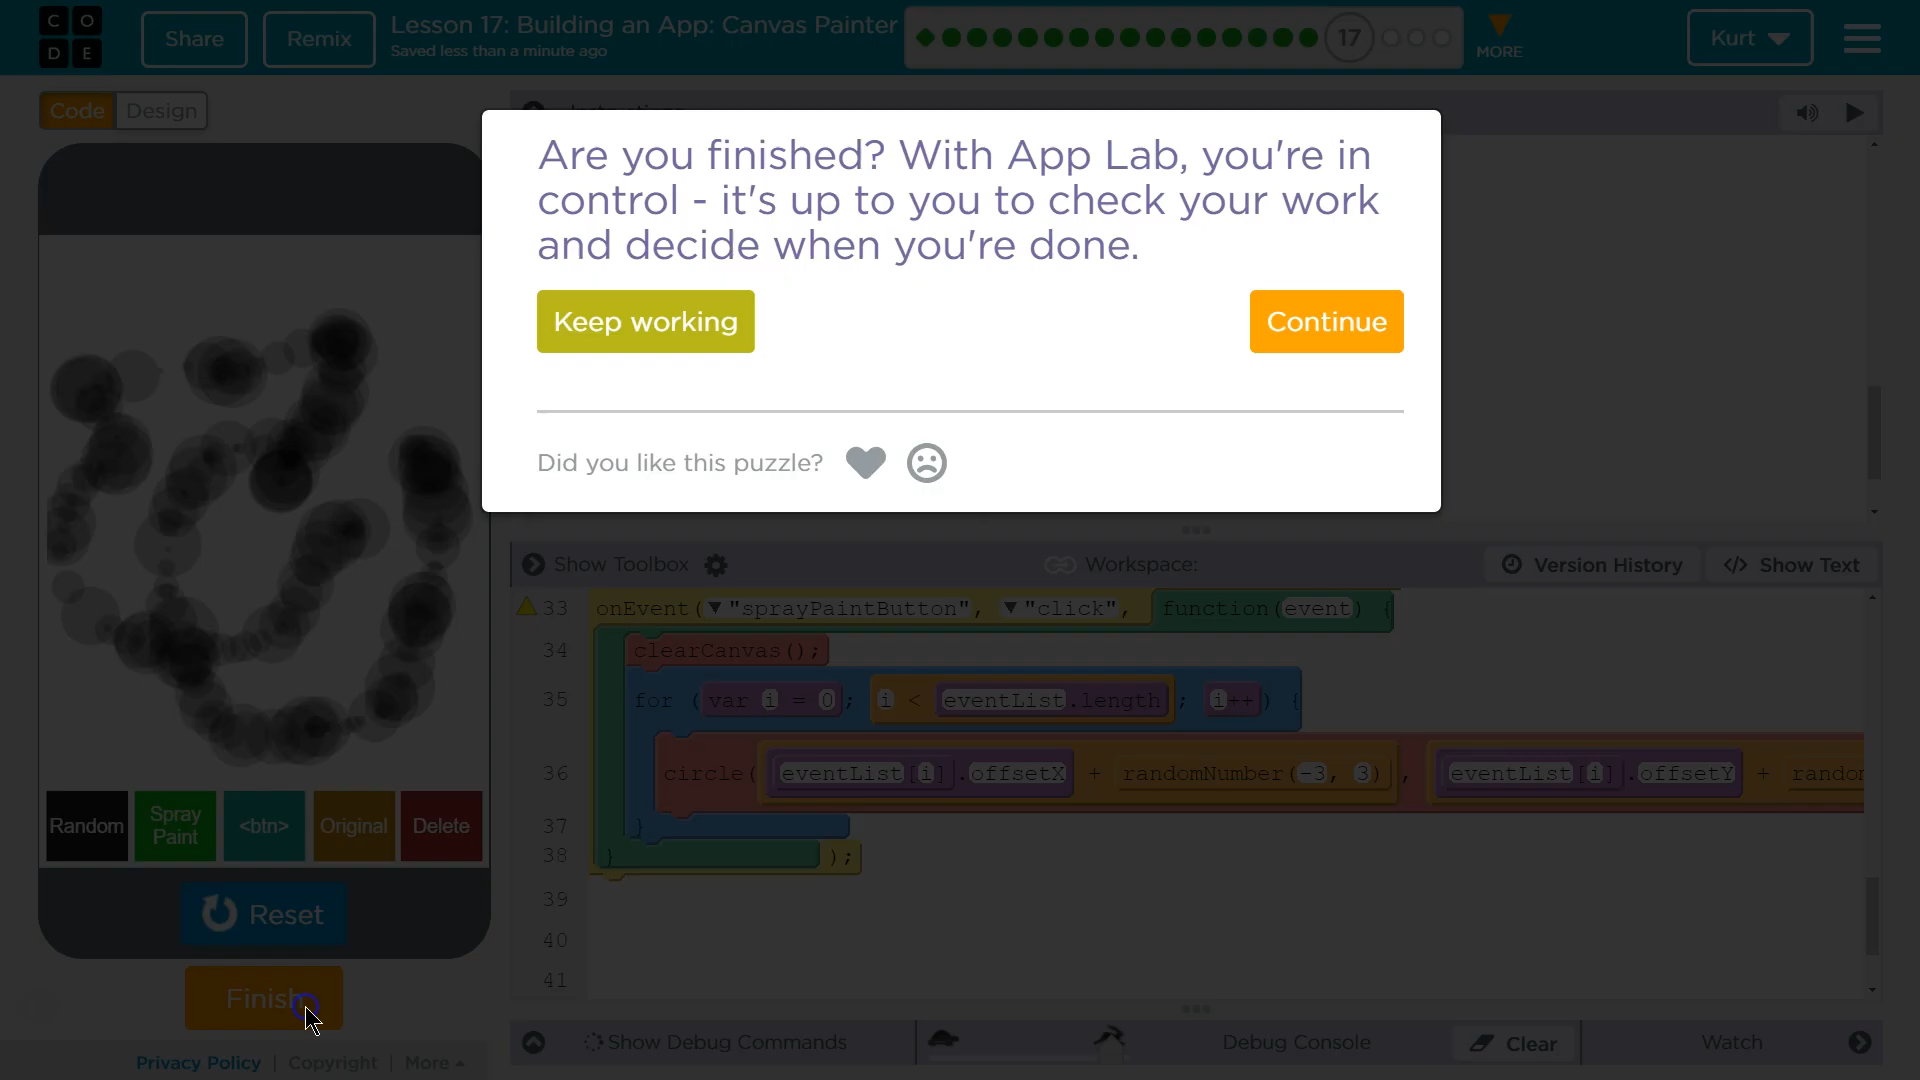 C O
D E
Share
Remix
Lesson 17: Building an App: Canvas Painter
Saved less than a minute ago
17
MORE
Kurt
Code
Design
Are you finished? With App Lab, you're in
control - it's up to you to check your work
and decide when you're done.
Keep working
Continue
Did you like this puzzle?
Show Toolbox
Workspace:
Version History
</> Show Text
33 onEvent( ▼ "sprayPaintButton", ▼ "click", function(event) {
34 clearCanvas();
35 for (var i = 0; i < eventList.length; i++) {
36 circle(eventList[i].offsetX + randomNumber(-3, 3), eventList[i].offsetY + randor
37 }
38 } );
39
40
41
Random
Spray
Paint
<btn>
Original
Delete
Reset
Finish
Show Debug Commands
Debug Console
Clear
Watch
Privacy Policy | Copyright | More